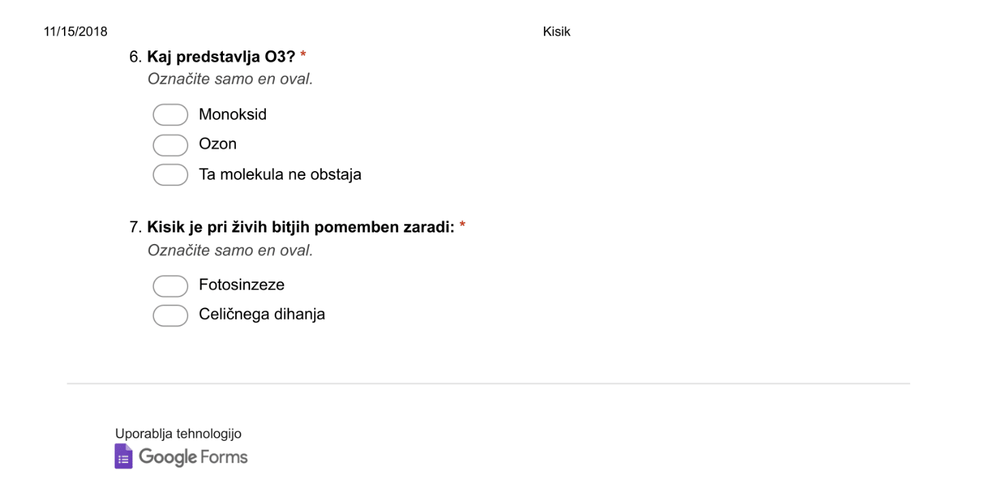 11/15/2018 Kisik
6. Kaj predstavlja O3? *
Označite samo en oval.
Monoksid
Ozon
Ta molekula ne obstaja
7. Kisik je pri živih bitjih pomemben zaradi: *
Označite samo en oval.
Fotosinzeze
Celičnega dihanja
Uporablja tehnologijo
Google Forms